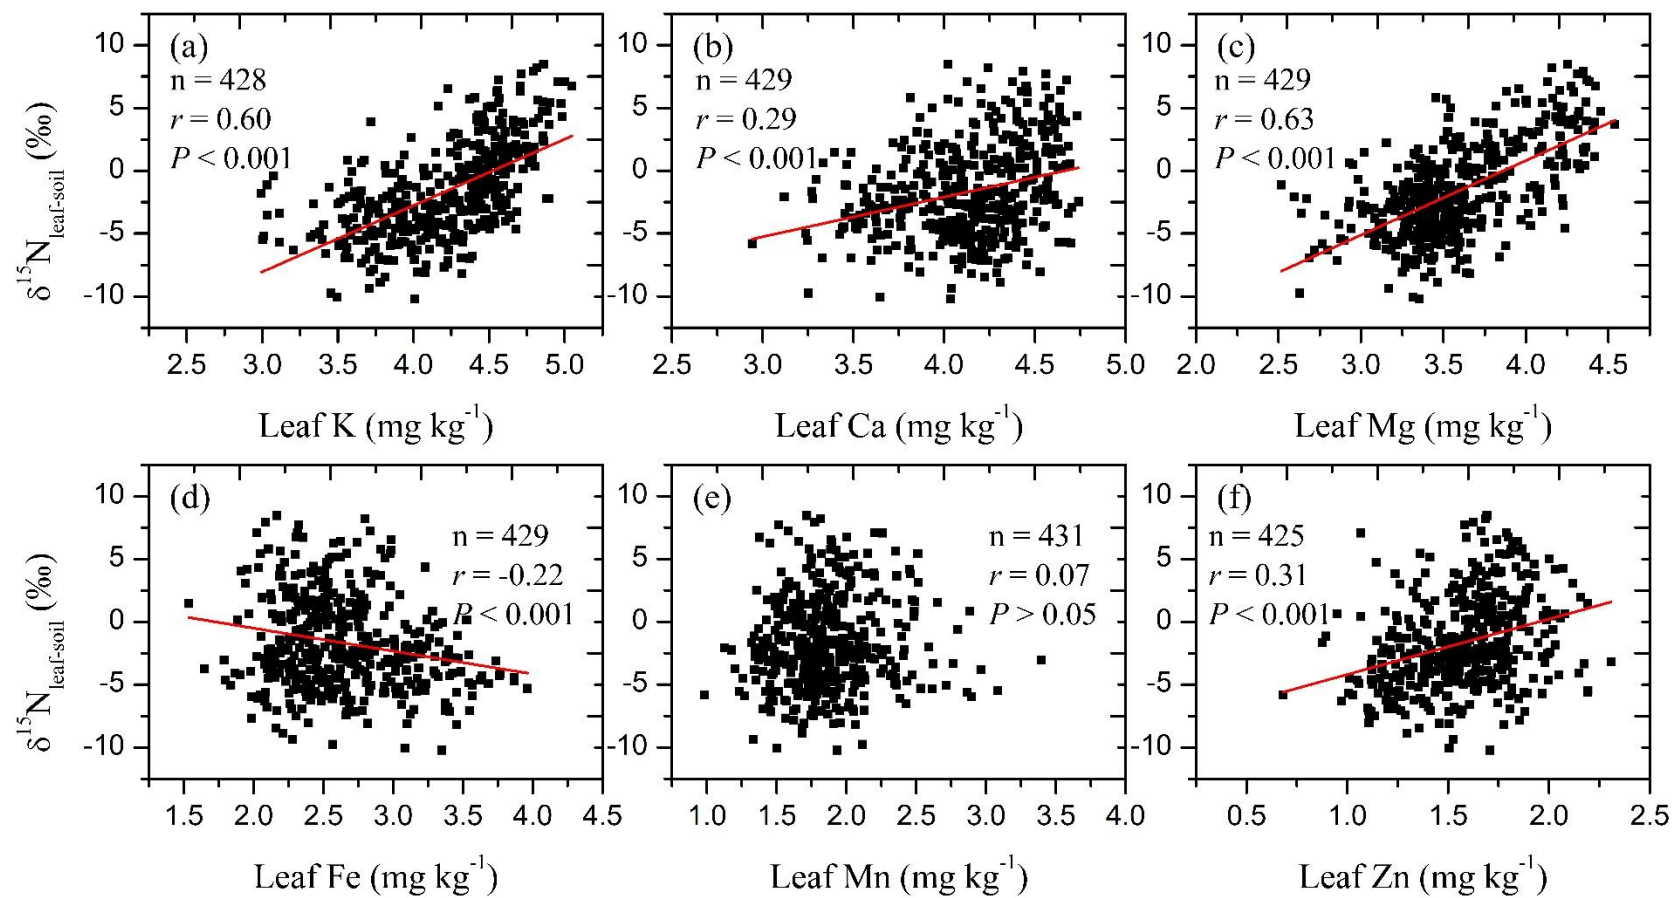 (a)
n = 428
r = 0.60
P < 0.001
10
5
0
-5
-10
2.5 3.0 3.5 4.0 4.5 5.0
Leaf K (mg kg⁻¹)
δ¹⁵N leaf-soil (‰)
(b)
n = 429
r = 0.29
P < 0.001
10
5
0
-5
-10
2.5 3.0 3.5 4.0 4.5 5.0
Leaf Ca (mg kg⁻¹)
(c)
n = 429
r = 0.63
P < 0.001
10
5
0
-5
-10
2.0 2.5 3.0 3.5 4.0 4.5
Leaf Mg (mg kg⁻¹)
(d)
n = 429
r = -0.22
P < 0.001
10
5
0
-5
-10
1.5 2.0 2.5 3.0 3.5 4.0 4.5
Leaf Fe (mg kg⁻¹)
δ¹⁵N leaf-soil (‰)
(e)
n = 431
r = 0.07
P > 0.05
10
5
0
-5
-10
1.0 1.5 2.0 2.5 3.0 3.5 4.0
Leaf Mn (mg kg⁻¹)
(f)
n = 425
r = 0.31
P < 0.001
10
5
0
-5
-10
0.5 1.0 1.5 2.0 2.5
Leaf Zn (mg kg⁻¹)